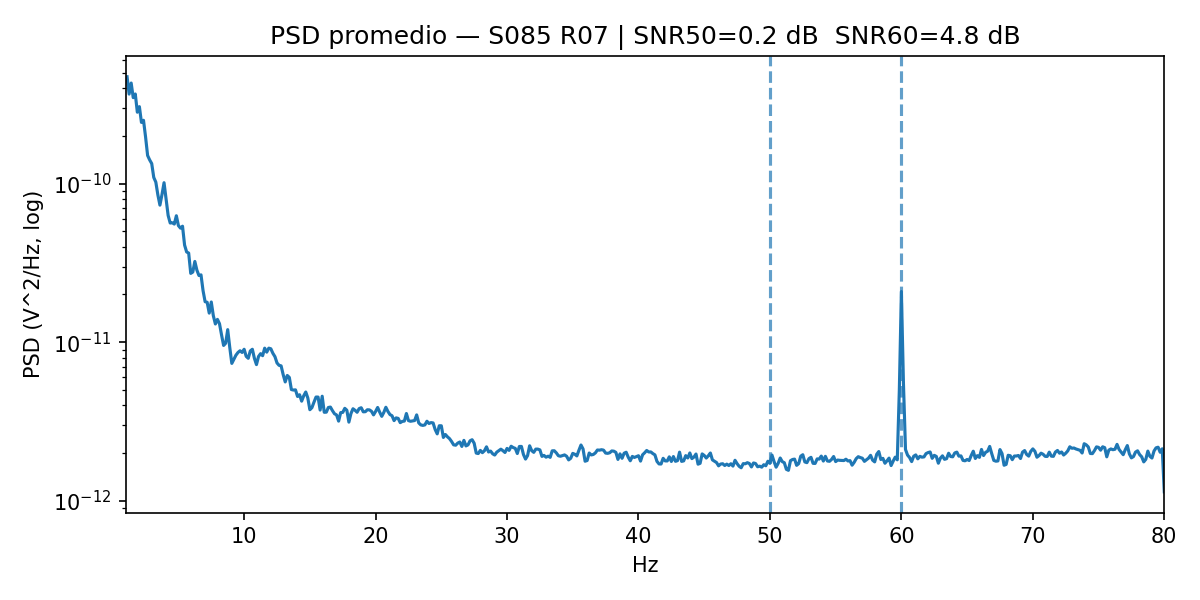 PSD promedio — S085 R07 | SNR50=0.2 dB  SNR60=4.8 dB
PSD (V^2/Hz, log)
10^{-10}
10^{-11}
10^{-12}
10 20 30 40 50 60 70 80
Hz